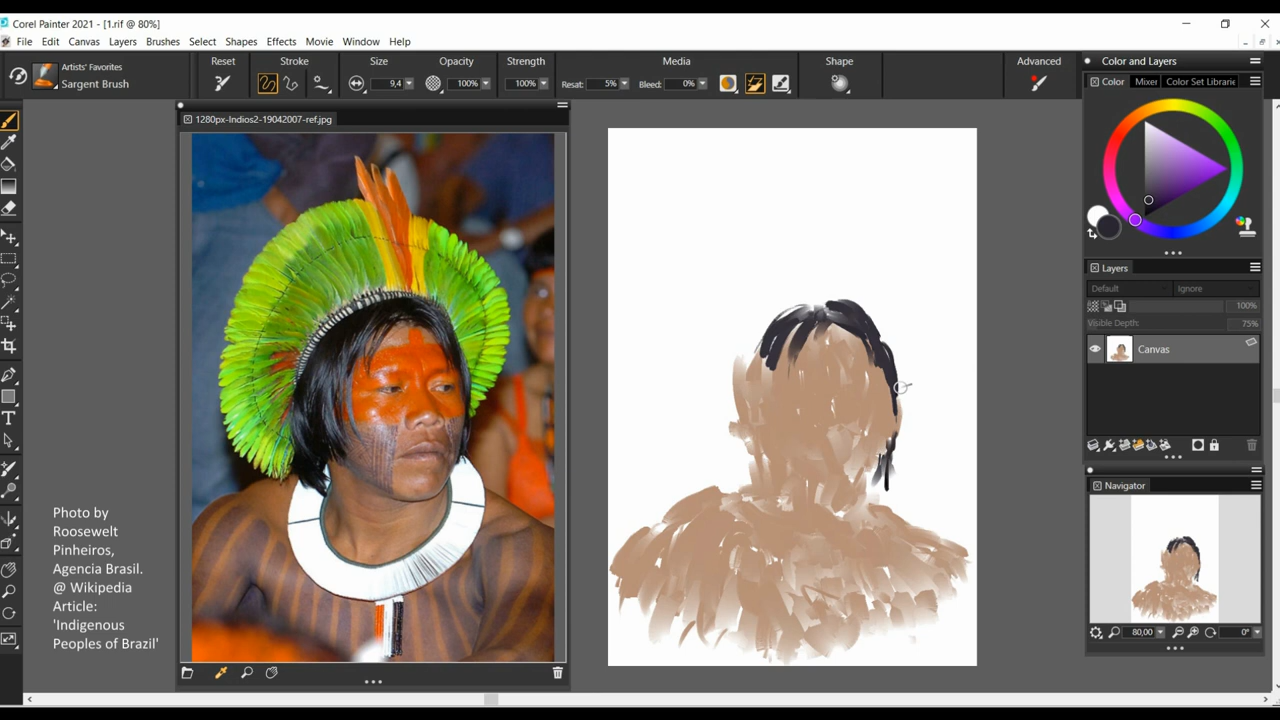 Corel Painter 2021 - [1.rif @ 80%]
File Edit Canvas Layers Brushes Select Shapes Effects Movie Window Help
Artists' Favorites
Sargent Brush
Reset
Stroke
Size
9,4
Opacity
100%
Strength
100%
Media
Resat: 5%
Bleed: 0%
Shape
Advanced
Color and Layers
Color Mixer Color Set Librarie
1280px-Indios2-19042007-ref.jpg
Layers
Default Ignore
100%
Visible Depth: 75%
Canvas
Navigator
80,00
0°
Photo by
Roosewelt
Pinheiros,
Agencia Brasil.
@ Wikipedia
Article:
'Indigenous
Peoples of Brazil'
T